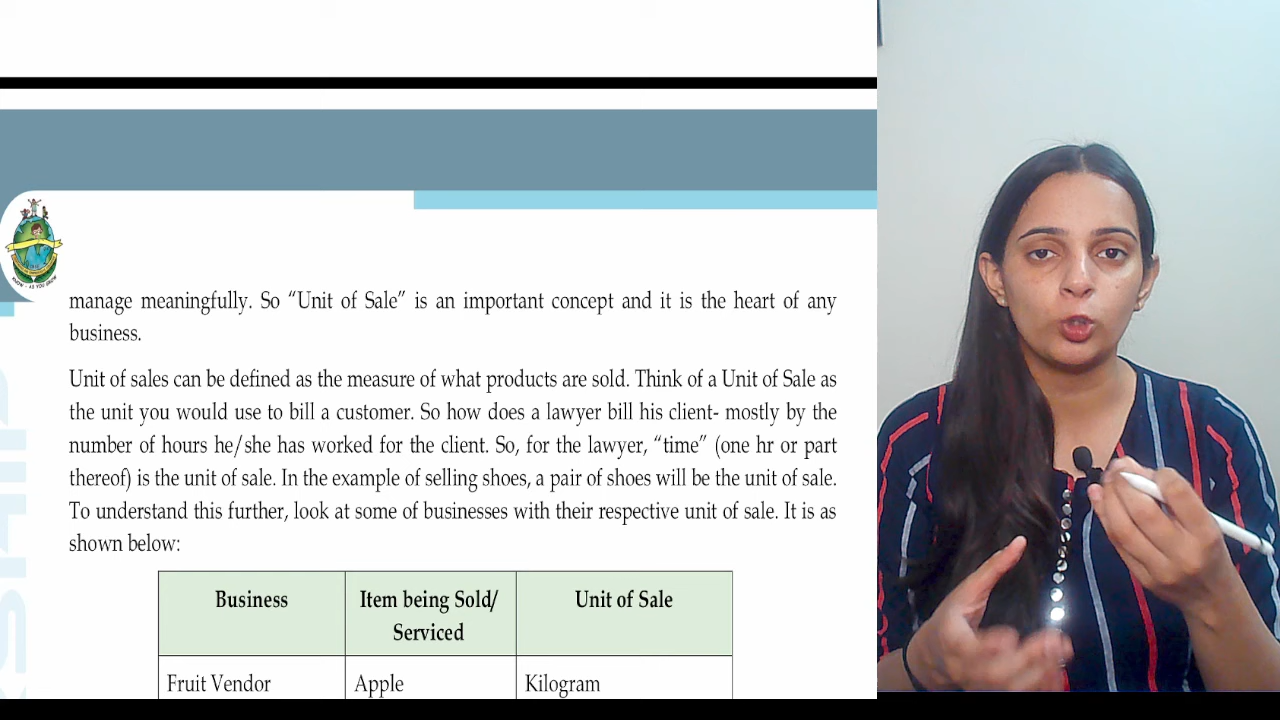 manage meaningfully. So “Unit of Sale” is an important concept and it is the heart of any
business.
Unit of sales can be defined as the measure of what products are sold. Think of a Unit of Sale as
the unit you would use to bill a customer. So how does a lawyer bill his client- mostly by the
number of hours he/she has worked for the client. So, for the lawyer, “time” (one hr or part
thereof) is the unit of sale. In the example of selling shoes, a pair of shoes will be the unit of sale.
To understand this further, look at some of businesses with their respective unit of sale. It is as
shown below:
Business
Item being Sold/
Serviced
Unit of Sale
Fruit Vendor
Apple
Kilogram